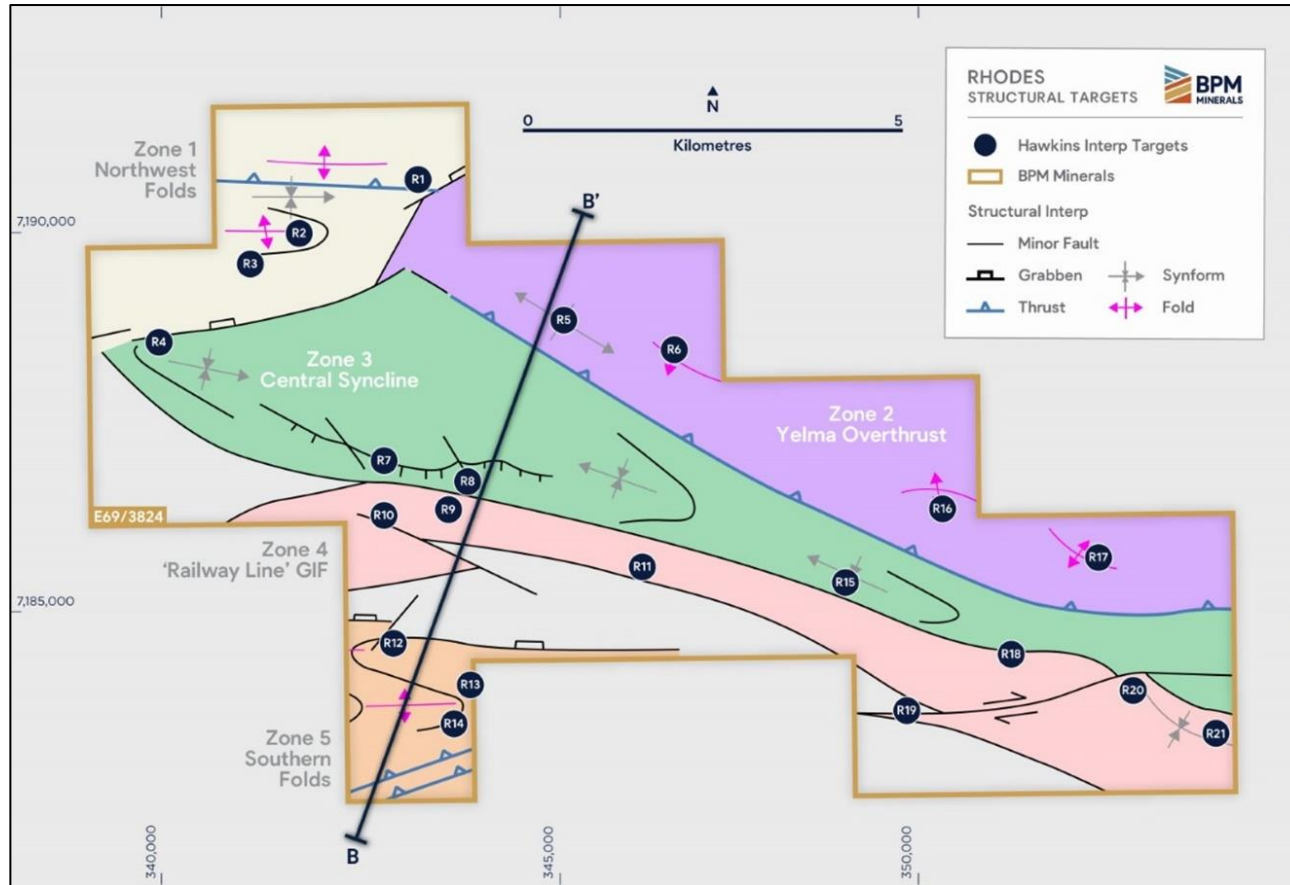 Zone 1
Northwest
Folds
R1
R2
R3
7,190,000
N
0
5
Kilometres
B'
RHODES
STRUCTURAL TARGETS
BPM
MINERALS
Hawkins Interp Targets
BPM Minerals
Structural Interp
Minor Fault
Grabben
Synform
Thrust
Fold
R4
Zone 3
Central Syncline
R5
R6
Zone 2
Yelma Overthrust
R7
R8
R9
R10
R11
R15
R16
R17
E69/3824
Zone 4
'Railway Line' GIF
7,185,000
R12
R13
R14
R18
R19
R20
R21
Zone 5
Southern
Folds
B
340,000
345,000
350,000